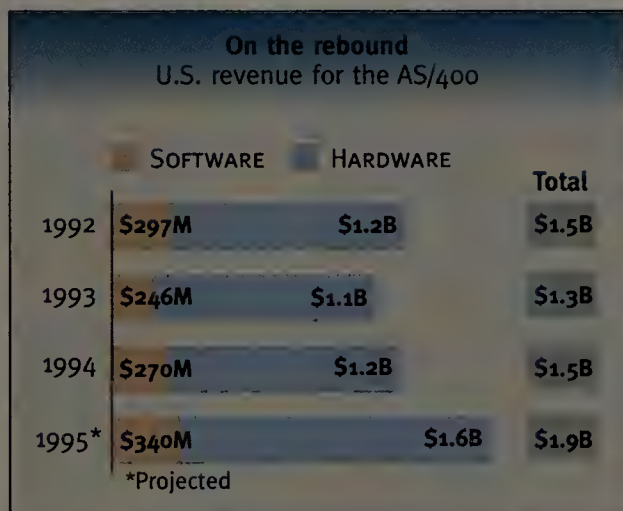 On the rebound
U.S. revenue for the AS/400
SOFTWARE HARDWARE
Total
1992 $297M $1.2B $1.5B
1993 $246M $1.1B $1.3B
1994 $270M $1.2B $1.5B
1995* $340M $1.6B $1.9B
*Projected